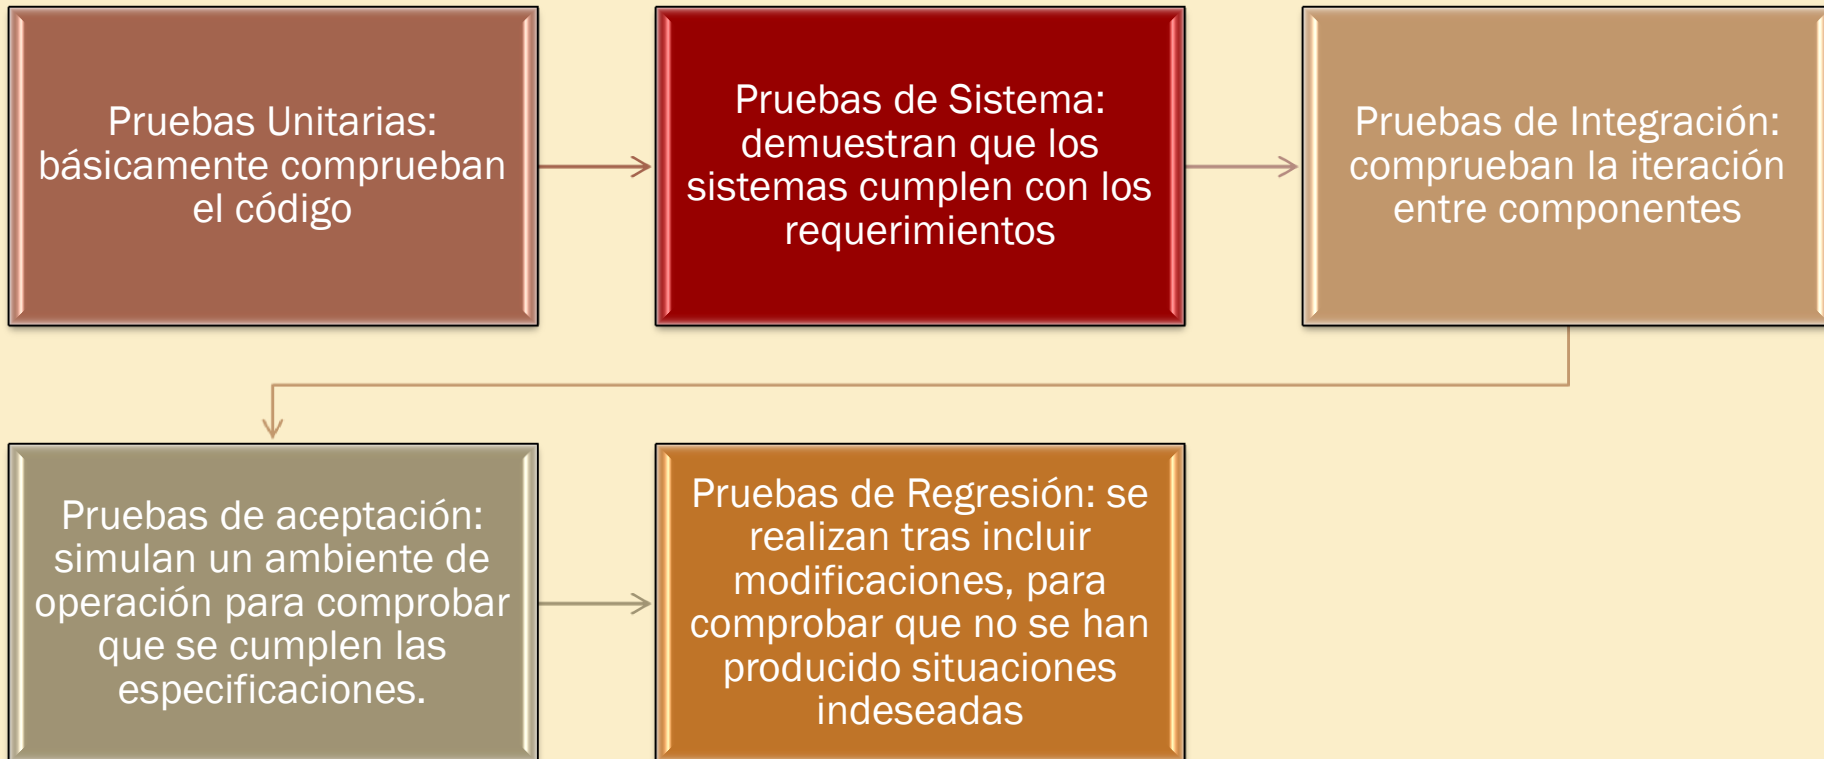 Pruebas Unitarias:
básicamente comprueban
el código
Pruebas de Sistema:
demuestran que los
sistemas cumplen con los
requerimientos
Pruebas de Integración:
comprueban la iteración
entre componentes
Pruebas de aceptación:
simulan un ambiente de
operación para comprobar
que se cumplen las
especificaciones.
Pruebas de Regresión: se
realizan tras incluir
modificaciones, para
comprobar que no se han
producido situaciones
indeseadas